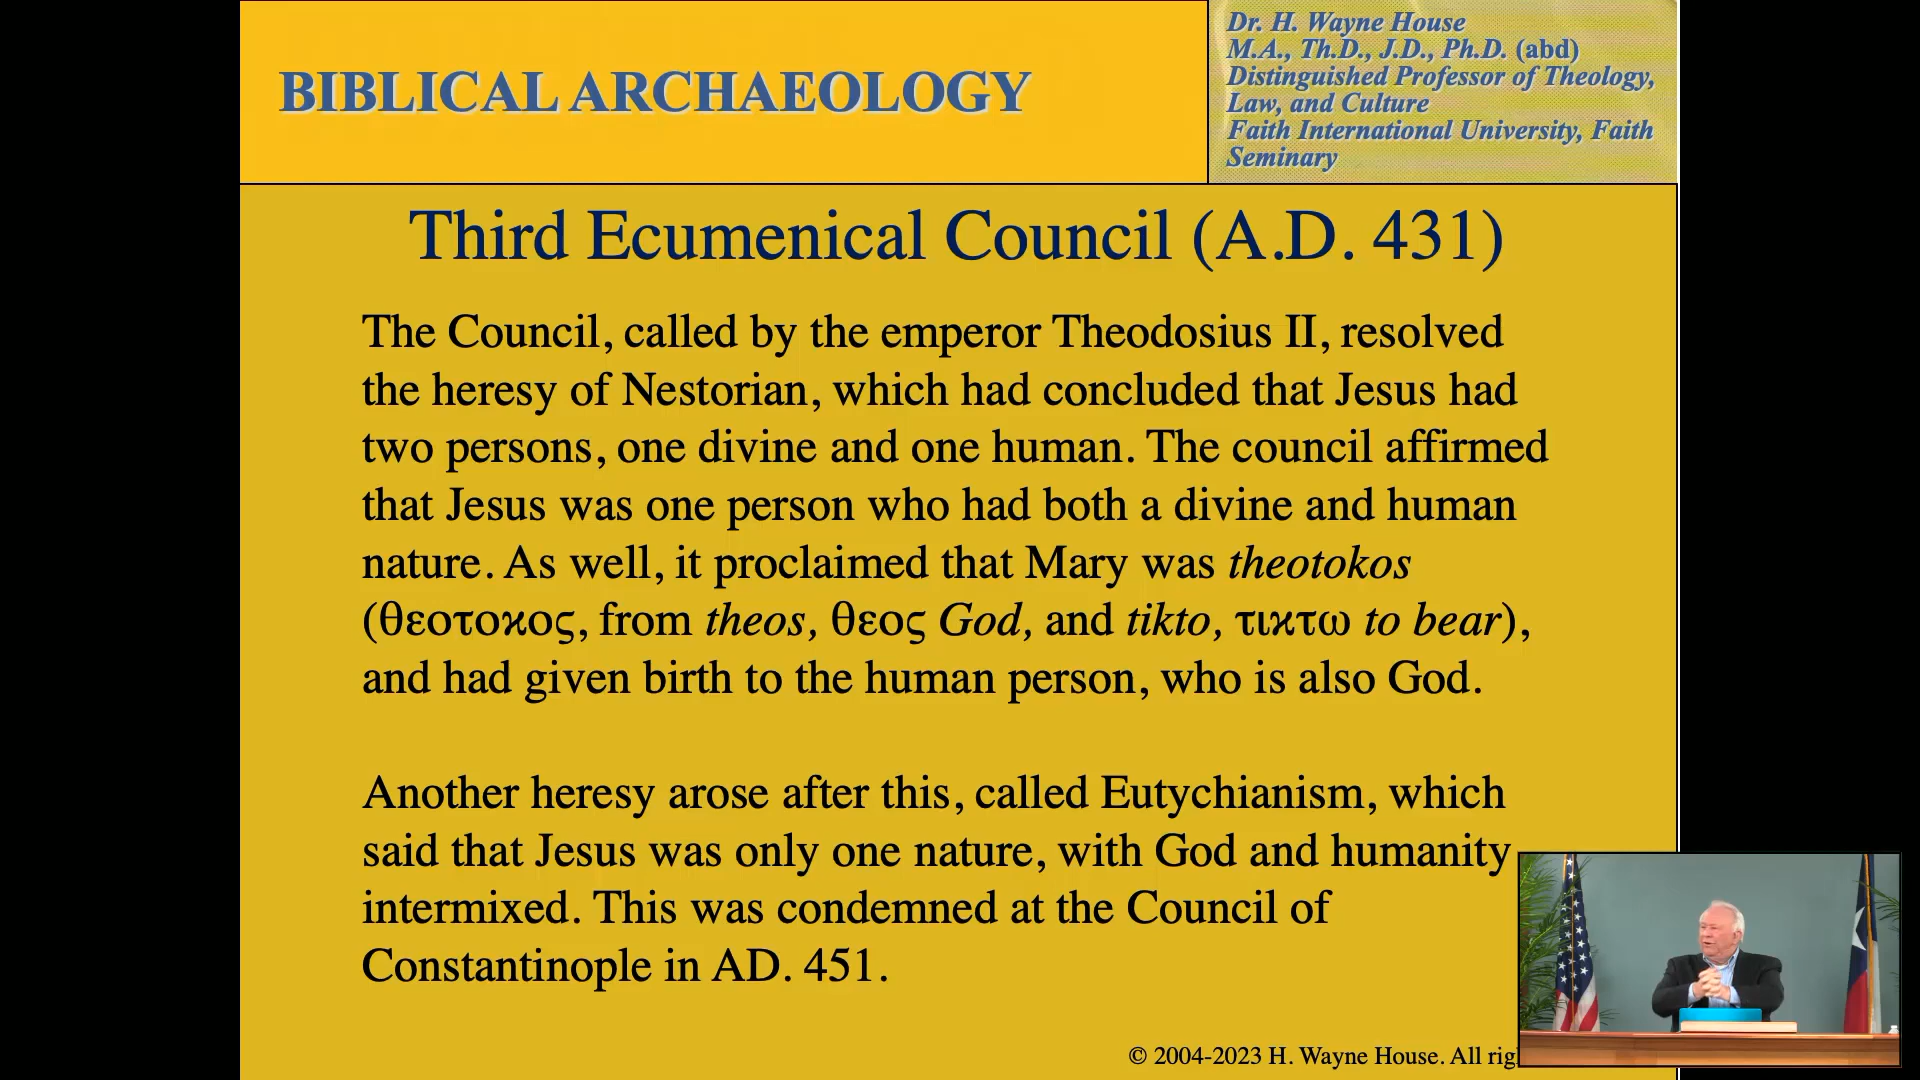 BIBLICAL ARCHAEOLOGY
Dr. H. Wayne House
M.A., Th.D., J.D., Ph.D. (abd)
Distinguished Professor of Theology,
Law, and Culture
Faith International University, Faith
Seminary
Third Ecumenical Council (A.D. 431)
The Council, called by the emperor Theodosius II, resolved
the heresy of Nestorian, which had concluded that Jesus had
two persons, one divine and one human. The council affirmed
that Jesus was one person who had both a divine and human
nature. As well, it proclaimed that Mary was theotokos
(θεοτοκος, from theos, θεος God, and tikto, τικτω to bear),
and had given birth to the human person, who is also God.
Another heresy arose after this, called Eutychianism, which
said that Jesus was only one nature, with God and humanity
intermixed. This was condemned at the Council of
Constantinople in AD. 451.
© 2004-2023 H. Wayne House. All